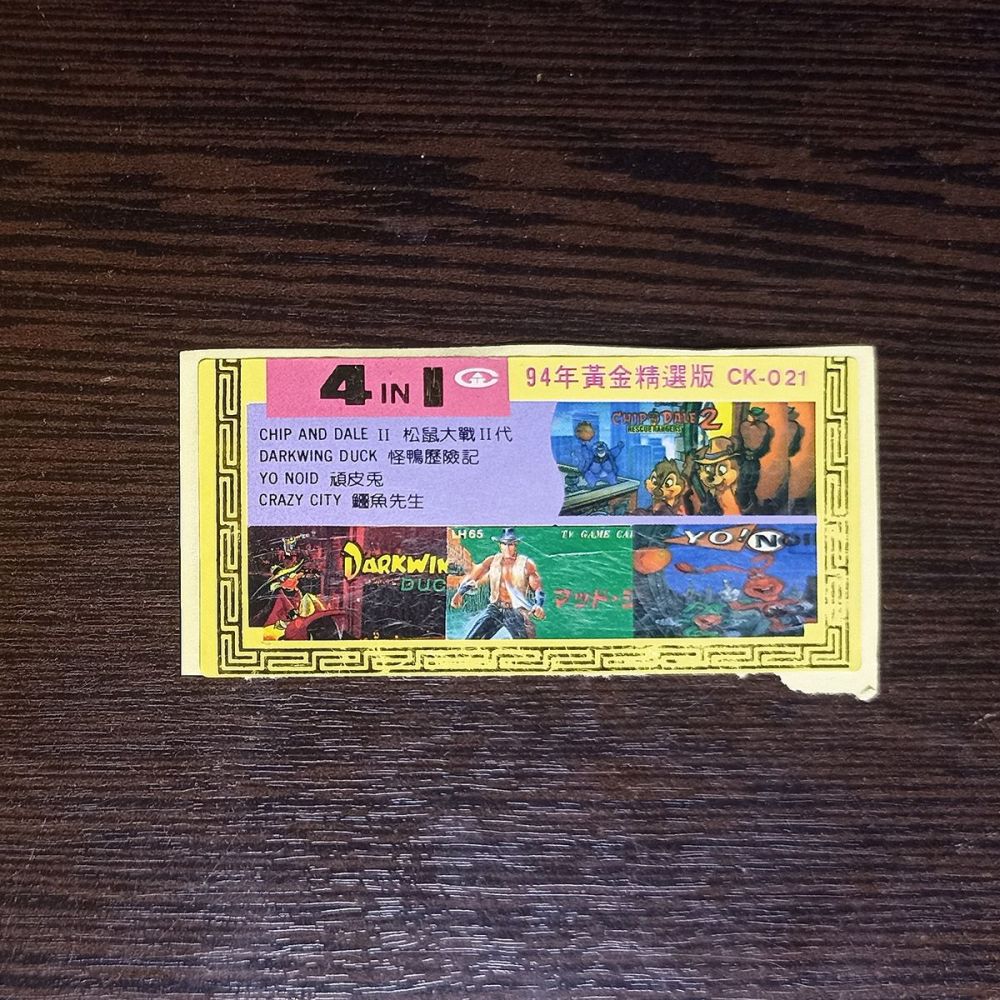 4 IN 1
94年黃金精選版 CK-021
CHIP AND DALE II 松鼠大戰II代
DARKWING DUCK 怪鴨歷險記
YO NOID 頑皮兎
CRAZY CITY 鱷魚先生
CHIP DALE 2
RESCUE RANGERS
DARKWIN
DUC
LH65 TV GAME CA
マッド・シ
YO! NOI